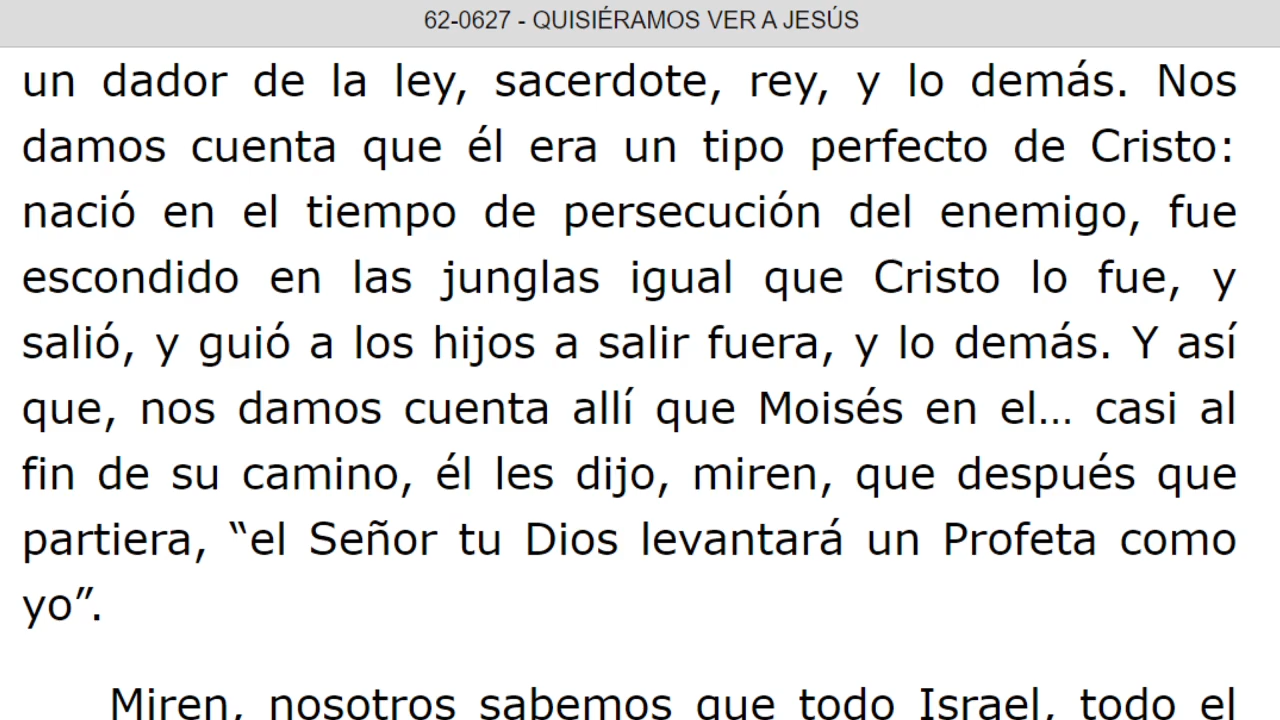 62-0627 - QUISIÉRAMOS VER A JESÚS
un dador de la ley, sacerdote, rey, y lo demás. Nos
damos cuenta que él era un tipo perfecto de Cristo:
nació en el tiempo de persecución del enemigo, fue
escondido en las junglas igual que Cristo lo fue, y
salió, y guió a los hijos a salir fuera, y lo demás. Y así
que, nos damos cuenta allí que Moisés en el… casi al
fin de su camino, él les dijo, miren, que después que
partiera, “el Señor tu Dios levantará un Profeta como
yo”.
Miren, nosotros sabemos que todo Israel, todo el